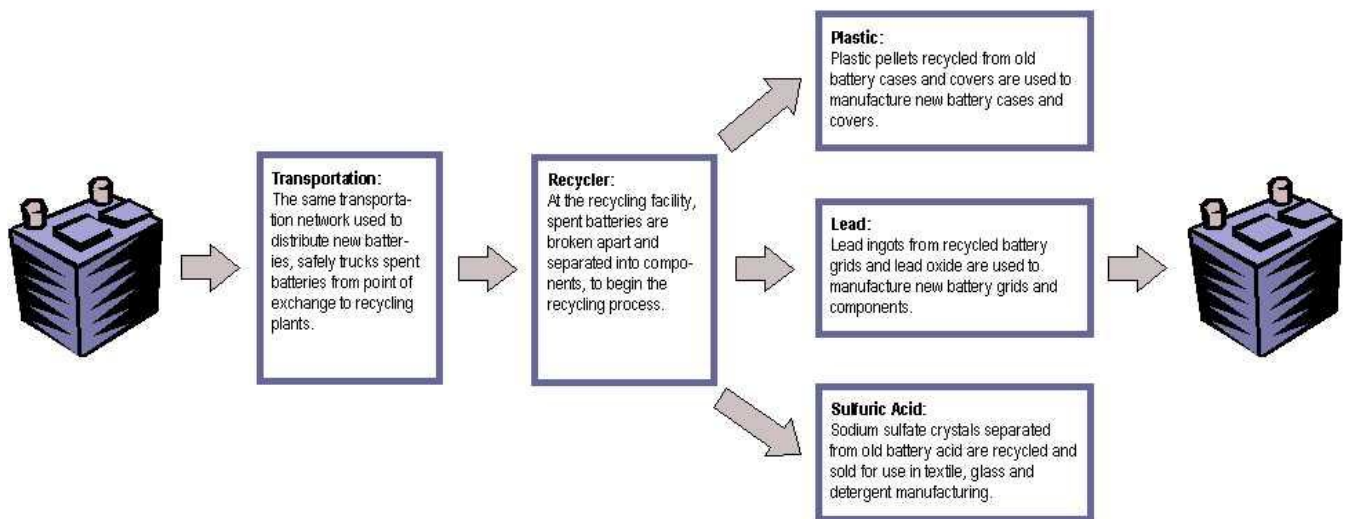 Transportation:
The same transporta-
tion network used to
distribute new batter-
ies, safely trucks spent
batteries from point of
exchange to recycling
plants.
Recycler:
At the recycling facility,
spent batteries are
broken apart and
separated into compo-
nents, to begin the
recycling process.
Plastic:
Plastic pellets recycled from old
battery cases and covers are used to
manufacture new battery cases and
covers.
Lead:
Lead ingots from recycled battery
grids and lead oxide are used to
manufacture new battery grids and
components.
Sulfuric Acid:
Sodium sulfate crystals separated
from old battery acid are recycled and
sold for use in textile, glass and
detergent manufacturing.